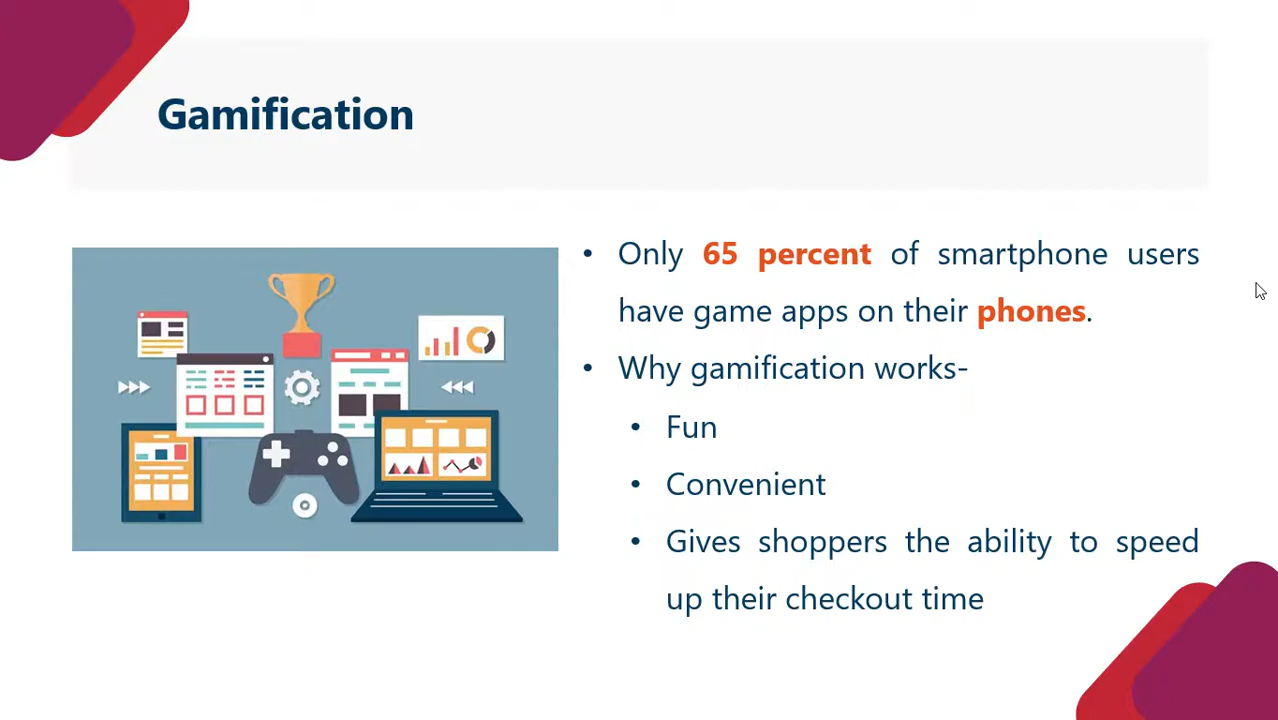 Gamification
• Only 65 percent of smartphone users
have game apps on their phones.
• Why gamification works-
• Fun
• Convenient
• Gives shoppers the ability to speed
up their checkout time